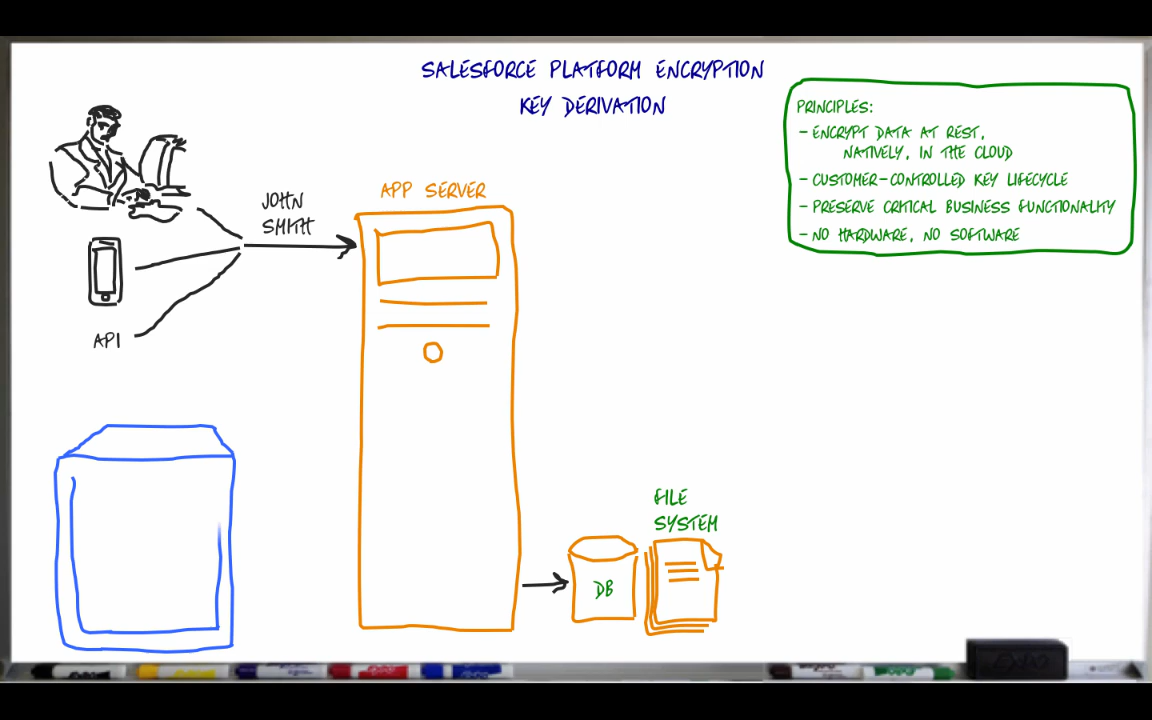 SALESFORCE PLATFORM ENCRYPTION
KEY DERIVATION
PRINCIPLES:
- ENCRYPT DATA AT REST,
NATIVELY, IN THE CLOUD
- CUSTOMER-CONTROLLED KEY LIFECYCLE
- PRESERVE CRITICAL BUSINESS FUNCTIONALITY
- NO HARDWARE, NO SOFTWARE
JOHN
SMITH
APP SERVER
API
FILE
SYSTEM
DB
EXPO